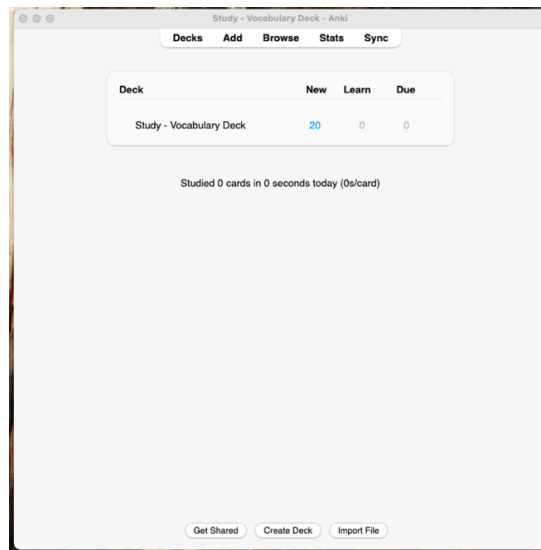 Study - Vocabulary Deck - Anki
Decks Add Browse Stats Sync
Deck New Learn Due
Study - Vocabulary Deck 20 0 0
Studied 0 cards in 0 seconds today (0s/card)
Get Shared Create Deck Import File